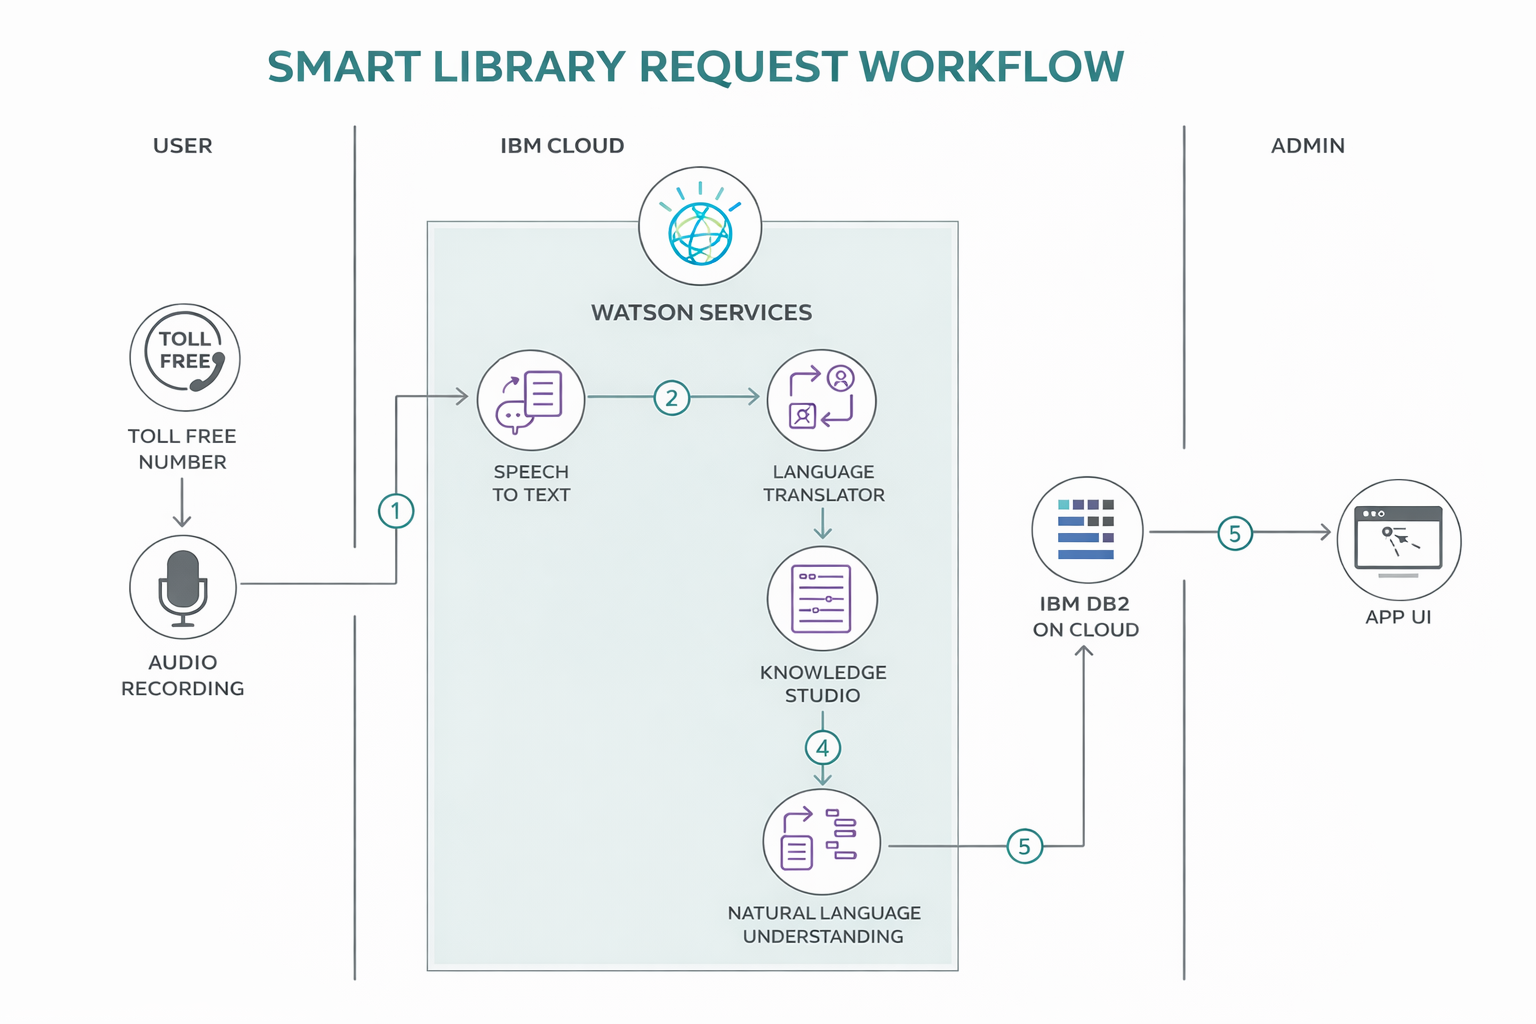 SMART LIBRARY REQUEST WORKFLOW
USER
IBM CLOUD
ADMIN
WATSON SERVICES
TOLL
FREE
TOLL FREE
NUMBER
1
AUDIO
RECORDING
SPEECH
TO TEXT
2
LANGUAGE
TRANSLATOR
KNOWLEDGE
STUDIO
4
NATURAL LANGUAGE
UNDERSTANDING
5
IBM DB2
ON CLOUD
5
APP UI